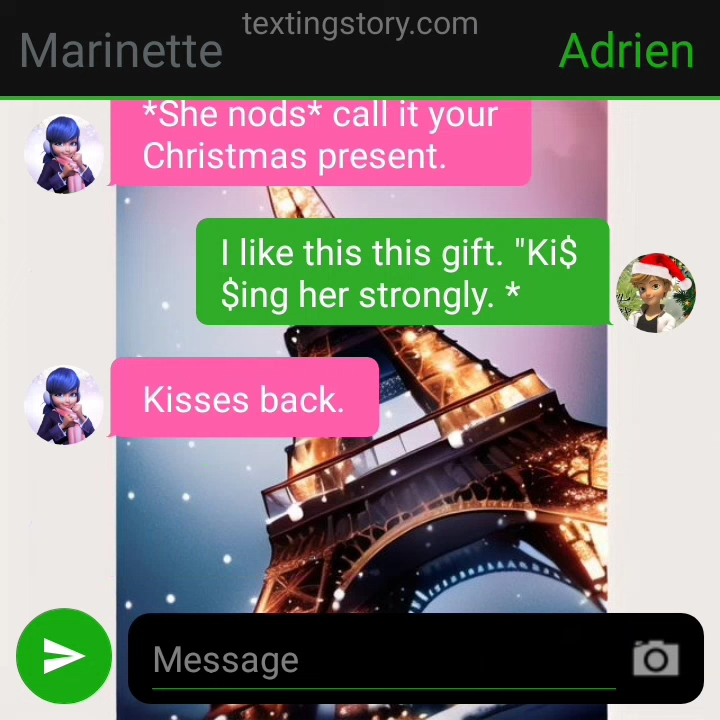 textingstory.com
Marinette
Adrien
*She nods* call it your
Christmas present.
I like this this gift. "Ki$
$ing her strongly. *
Kisses back.
Message